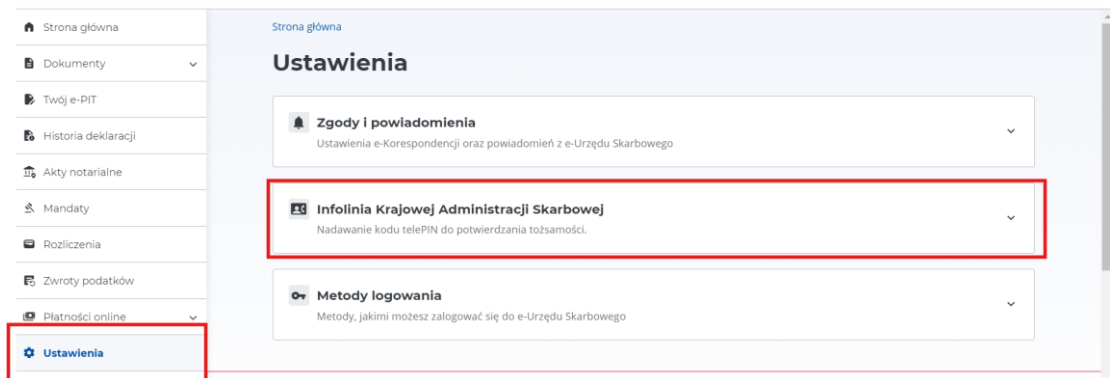 Strona główna
Dokumenty
Twój e-PIT
Historia deklaracji
Akty notarialne
Mandaty
Rozliczenia
Zwroty podatków
Płatności online
Ustawienia
Strona główna
Ustawienia
Zgody i powiadomienia
Ustawienia e-Korespondencji oraz powiadomień z e-Urzędu Skarbowego
Infolinia Krajowej Administracji Skarbowej
Nadawanie kodu telePIN do potwierdzania tożsamości.
Metody logowania
Metody, jakimi możesz zalogować się do e-Urzędu Skarbowego